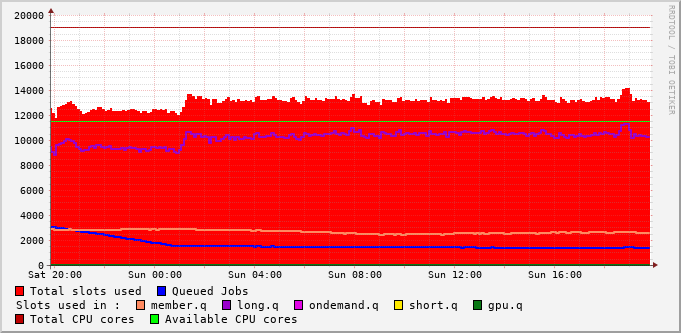 20000
18000
16000
14000
12000
10000
8000
6000
4000
2000
0
Sat 20:00 Sun 00:00 Sun 04:00 Sun 08:00 Sun 12:00 Sun 16:00
Total slots used Queued Jobs
Slots used in : member.q long.q ondemand.q short.q gpu.q
Total CPU cores Available CPU cores
RRDTOOL / TOBI OETIKER